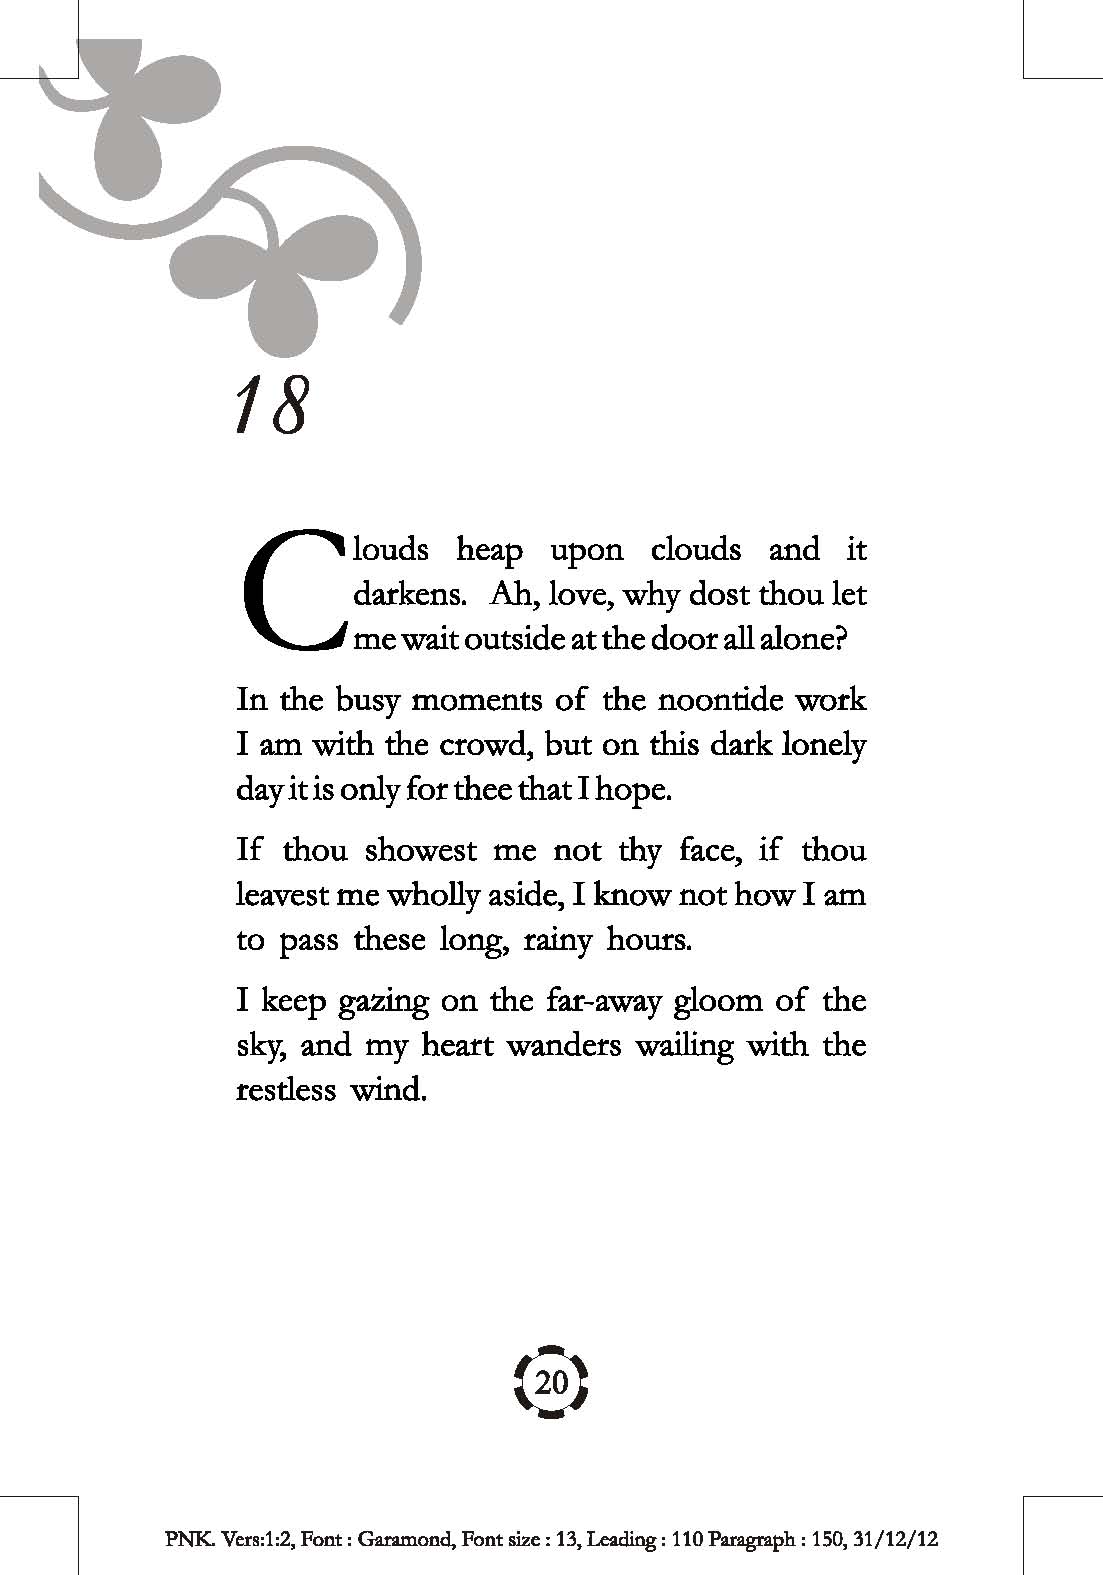 18
Clouds heap upon clouds and it
darkens. Ah, love, why dost thou let
me wait outside at the door all alone?
In the busy moments of the noontide work
I am with the crowd, but on this dark lonely
day it is only for thee that I hope.
If thou showest me not thy face, if thou
leavest me wholly aside, I know not how I am
to pass these long, rainy hours.
I keep gazing on the far-away gloom of the
sky, and my heart wanders wailing with the
restless wind.
20
PNK. Vers:1:2, Font : Garamond, Font size : 13, Leading : 110 Paragraph : 150, 31/12/12